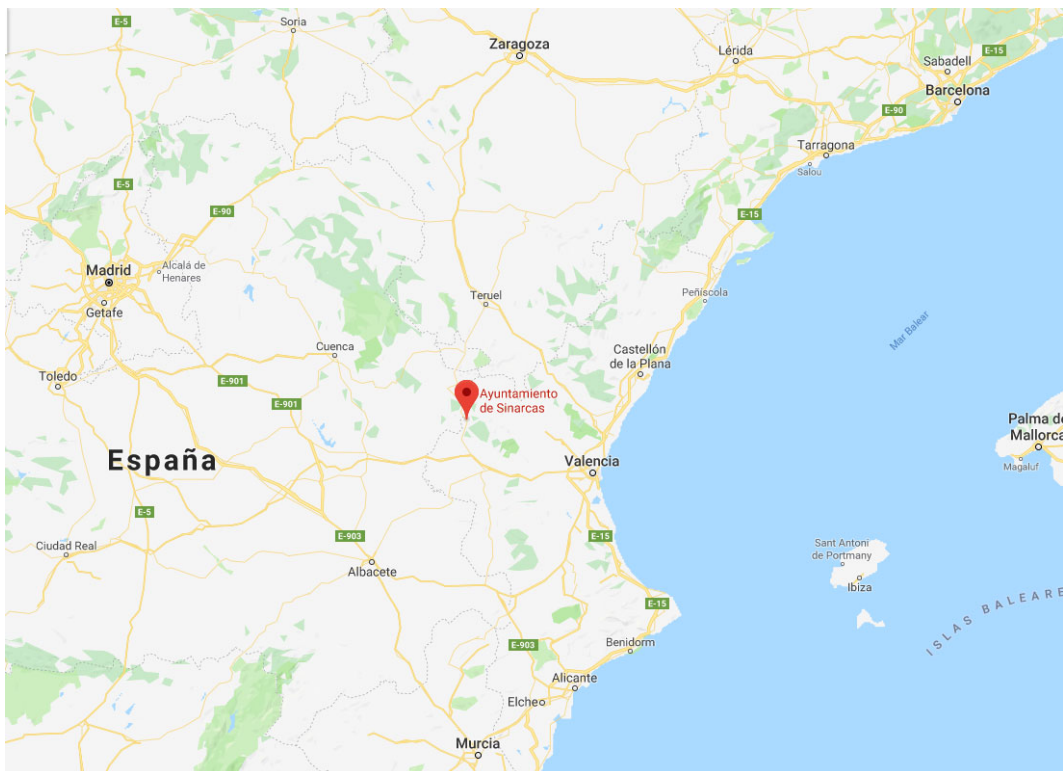 E-5
Soria
Zaragoza
Lérida
E-15
Sabadell
Barcelona
E-90
Tarragona
Salou
E-5
E-90
E-15
Madrid
Alcalá de
Henares
Getafe
Teruel
Peñíscola
Mar Balear
Cuenca
Castellón
de la Plana
Toledo
E-901
E-901
Ayuntamiento
de Sinarcas
Palma de
Mallorca
Magaluf
España
Valencia
E-5
E-903
E-15
Ciudad Real
Albacete
Sant Antoni
de Portmany
Ibiza
ISLAS BALEARE
E-15
E-903
Benidorm
Alicante
Elche
Murcia